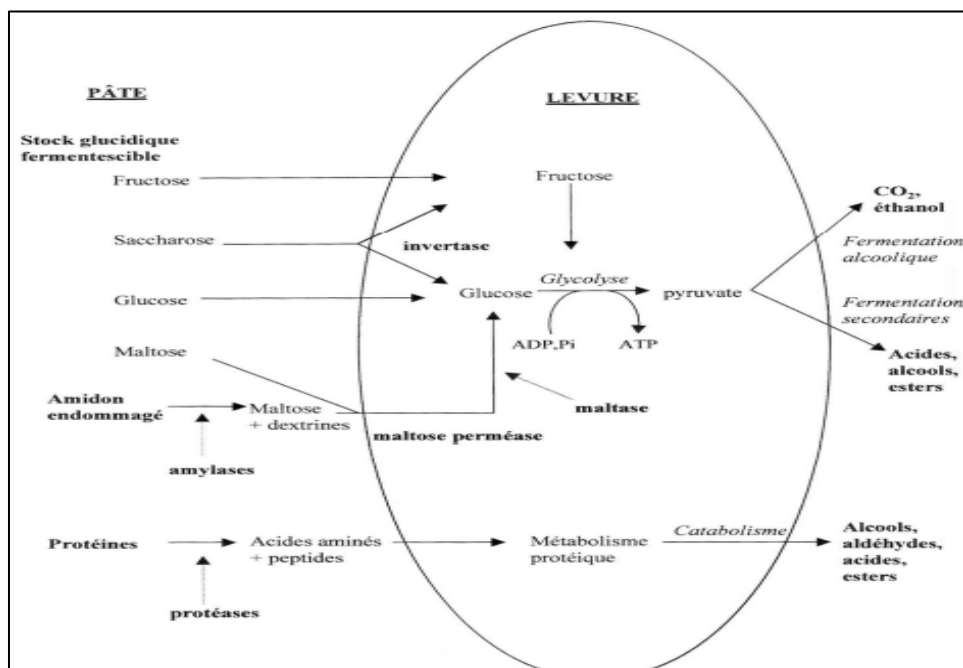 PÂTE
LEVURE
Stock glucidique
fermentescible
Fructose
Fructose
CO2,
éthanol
Saccharose
invertase
Fermentation
alcoolique
Glucose
Glucose
Glycolyse
pyruvate
Fermentation
secondaires
ADP,Pi
ATP
Maltose
Acides,
alcools,
esters
Amidon
endommagé
Maltose
+ dextrines
maltase
maltose perméase
amylases
Protéines
Acides aminés
+ peptides
Métabolisme
protéique
Catabolisme
Alcools,
aldéhydes,
acides,
esters
protéases